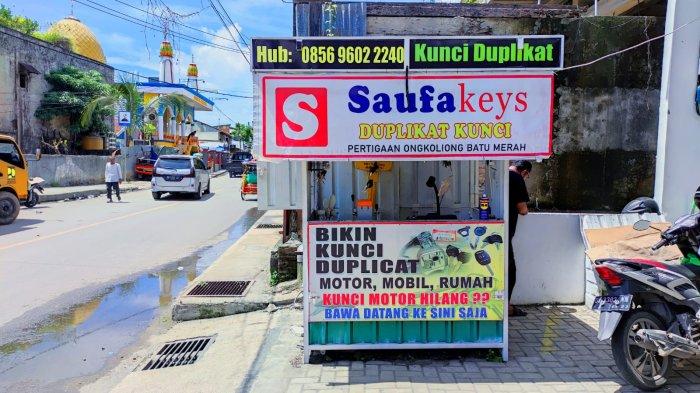 Hub: 0856 9602 2240
Kunci Duplikat
S
Saufakeys
DUPLIKAT KUNCI
PERTIGAAN ONGKOLIONG BATU MERAH
BIKIN
KUNCI
DUPLICAT
MOTOR, MOBIL, RUMAH
KUNCI MOTOR HILANG ??
BAWA DATANG KE SINI SAJA